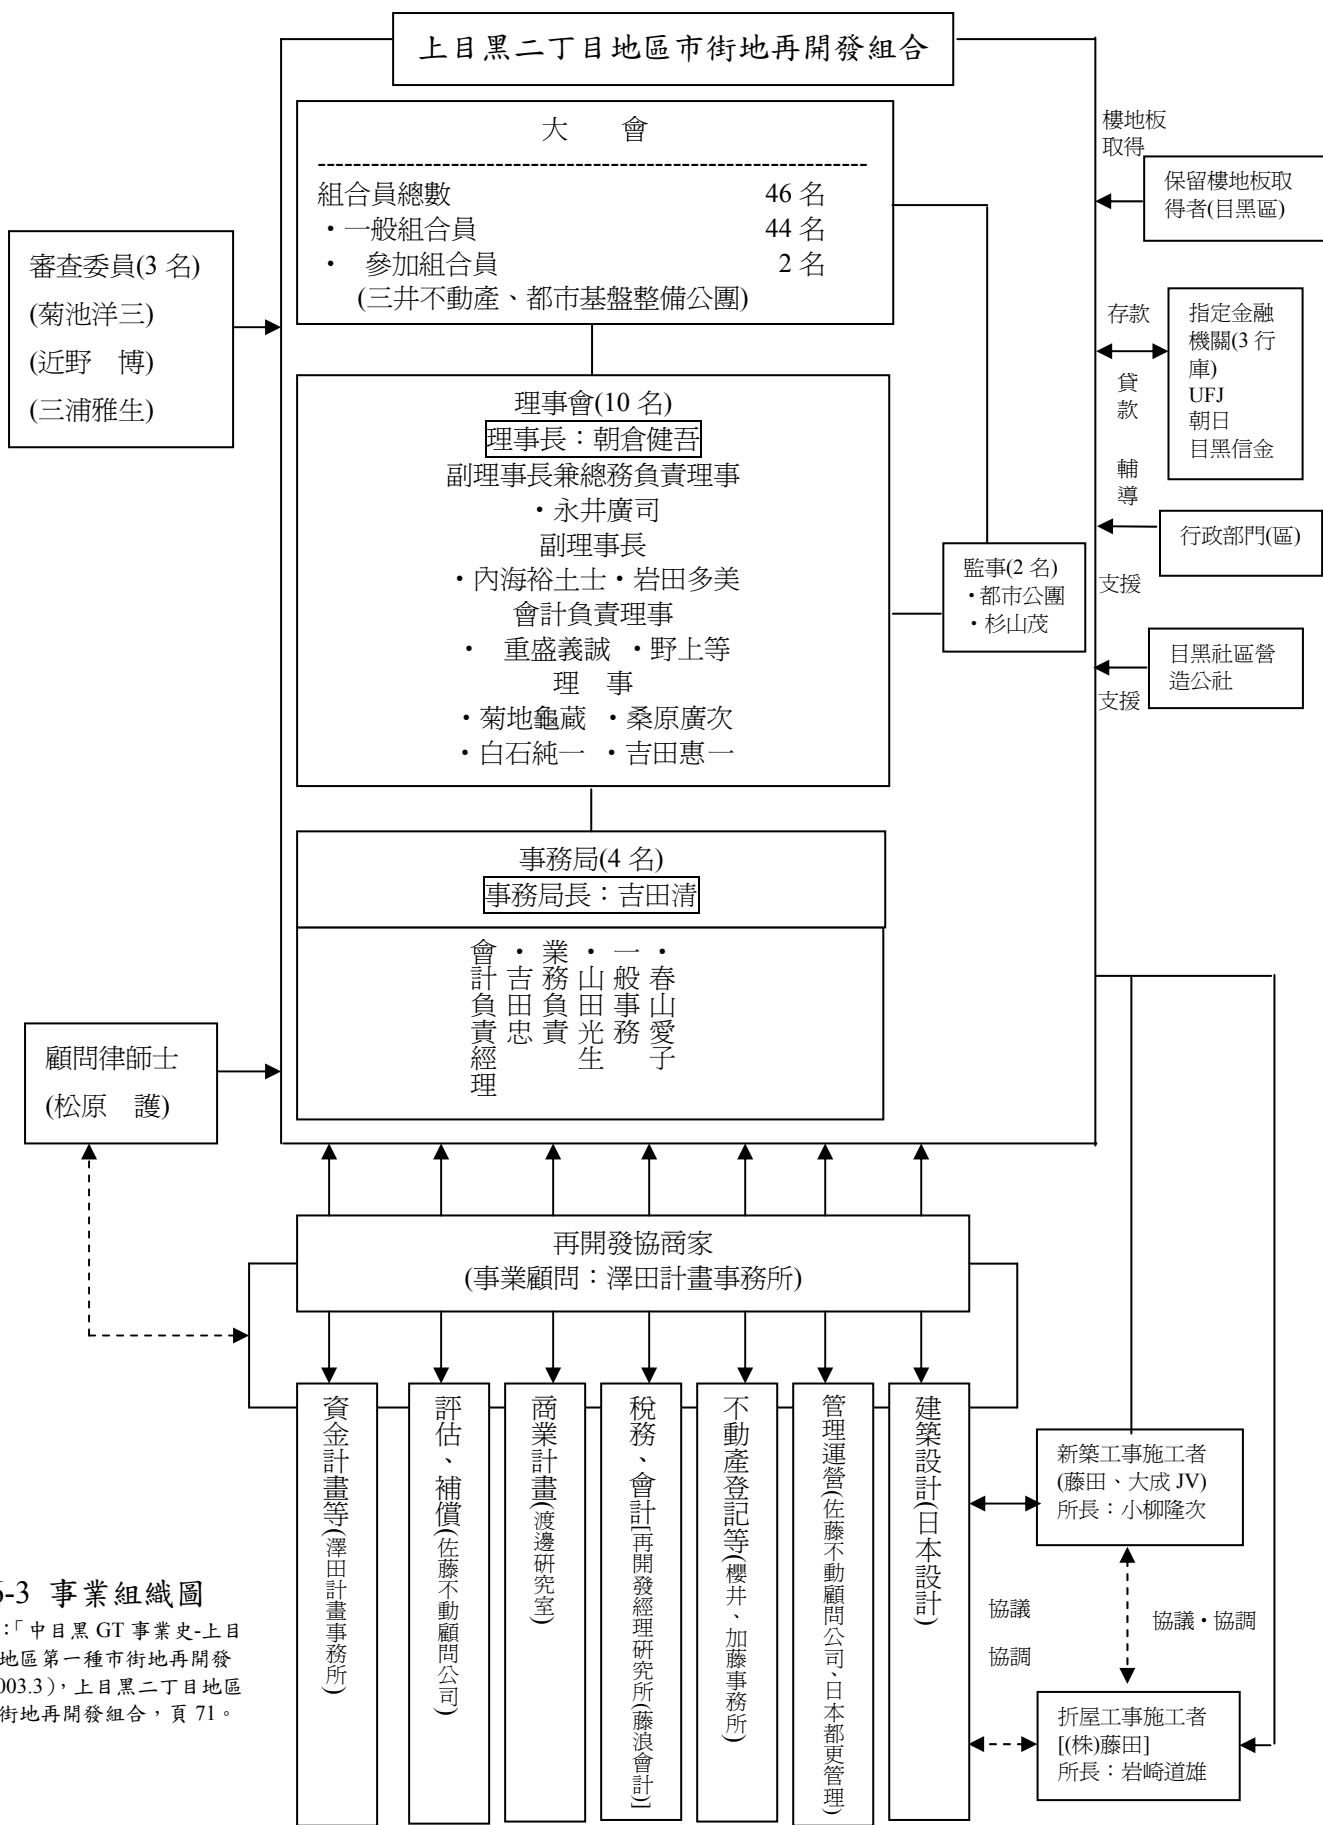 上目黑二丁目地區市街地再開發組合
大　會
組合員總數 46 名
・一般組合員 44 名
・ 參加組合員 2 名
(三井不動產、都市基盤整備公團)
審查委員(3 名)
(菊池洋三)
(近野　博)
(三浦雅生)
理事會(10 名)
理事長：朝倉健吾
副理事長兼總務負責理事
・永井廣司
副理事長
・內海裕士士・岩田多美
會計負責理事
・ 重盛義誠 ・野上等
理　事
・菊地龜蔵 ・桑原廣次
・白石純一 ・吉田惠一
監事(2 名)
・都市公團
・杉山茂
樓地板
取得
保留樓地板取
得者(目黑區)
存款
貸款
指定金融
機關(3 行
庫)
UFJ
朝日
目黑信金
輔導
行政部門(區)
支援
目黑社區營
造公社
支援
事務局(4 名)
事務局長：吉田清
會計負責經理
・吉田忠
業務負責
・山田光生
一般事務
・春山愛子
顧問律師士
(松原　護)
再開發協商家
(事業顧問：澤田計畫事務所)
資金計畫等(澤田計畫事務所)
評估、補償(佐藤不動顧問公司)
商業計畫(渡邊研究室)
稅務、會計[再開發經理研究所(藤浪會計)]
不動產登記等(櫻井、加藤事務所)
管理運營(佐藤不動顧問公司、日本都更管理)
建築設計(日本設計)
新築工事施工者
(藤田、大成 JV)
所長：小柳隆次
協議
協調
協議・協調
折屋工事施工者
[(株)藤田]
所長：岩崎道雄
6-3 事業組織圖
：「中目黑 GT 事業史-上目
地區第一種市街地再開發
003.3），上目黑二丁目地區
街地再開發組合，頁 71。